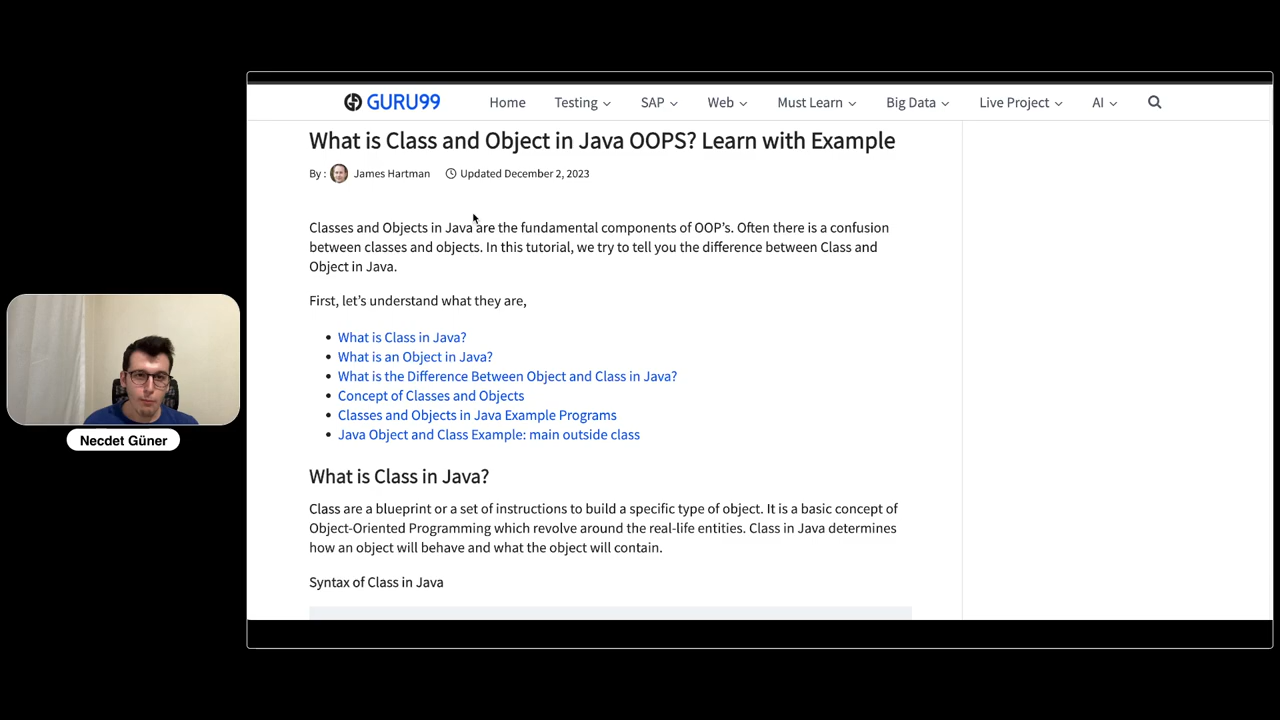 GURU99
Home
Testing
SAP
Web
Must Learn
Big Data
Live Project
AI
What is Class and Object in Java OOPS? Learn with Example
By : James Hartman Updated December 2, 2023
Classes and Objects in Java are the fundamental components of OOP’s. Often there is a confusion
between classes and objects. In this tutorial, we try to tell you the difference between Class and
Object in Java.
First, let’s understand what they are,
• What is Class in Java?
• What is an Object in Java?
• What is the Difference Between Object and Class in Java?
• Concept of Classes and Objects
• Classes and Objects in Java Example Programs
• Java Object and Class Example: main outside class
What is Class in Java?
Class are a blueprint or a set of instructions to build a specific type of object. It is a basic concept of
Object-Oriented Programming which revolve around the real-life entities. Class in Java determines
how an object will behave and what the object will contain.
Syntax of Class in Java
Necdet Güner